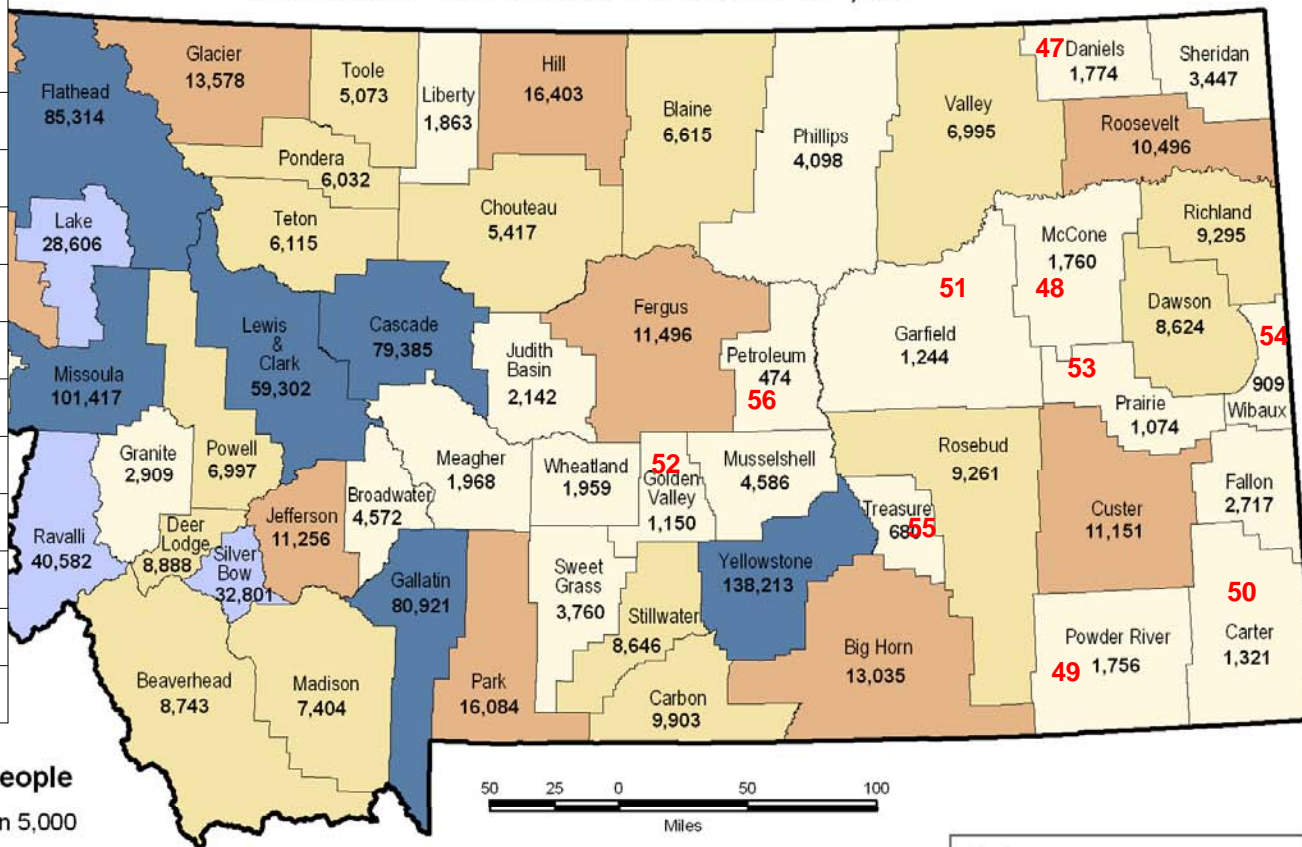 Glacier
13,578
Toole
5,073
Liberty
1,863
Hill
16,403
Blaine
6,615
Phillips
4,098
Valley
6,995
47
Daniels
1,774
Sheridan
3,447
Flathead
85,314
Pondera
6,032
Roosevelt
10,496
Lake
28,606
Teton
6,115
Chouteau
5,417
McCone
1,760
48
Richland
9,295
51
Garfield
1,244
Dawson
8,624
54
909
Wibaux
Lewis
&
Clark
59,302
Cascade
79,385
Judith
Basin
2,142
Fergus
11,496
Petroleum
474
56
53
Prairie
1,074
Missoula
101,417
Granite
2,909
Powell
6,997
Meagher
1,968
Wheatland
1,959
52
Golden
Valley
1,150
Musselshell
4,586
Rosebud
9,261
Custer
11,151
Fallon
2,717
Ravalli
40,582
Deer
Lodge
8,888
Silver
Bow
32,801
Jefferson
11,256
Broadwater
4,572
Gallatin
80,921
Sweet
Grass
3,760
Stillwater
8,646
Yellowstone
138,213
Treasure
55
50
Carter
1,321
Beaverhead
8,743
Madison
7,404
Park
16,084
Carbon
9,903
Big Horn
13,035
Powder River
49
1,756
eople
n 5,000
50 25 0 50 100
Miles